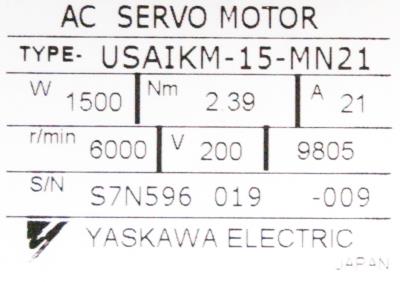 AC SERVO MOTOR
TYPE- USAIKM-15-MN21
W 1500 Nm 2.39 A 21
r/min 6000 V 200 9805
S/N S7N596 019 -009
YASKAWA ELECTRIC
JAPAN